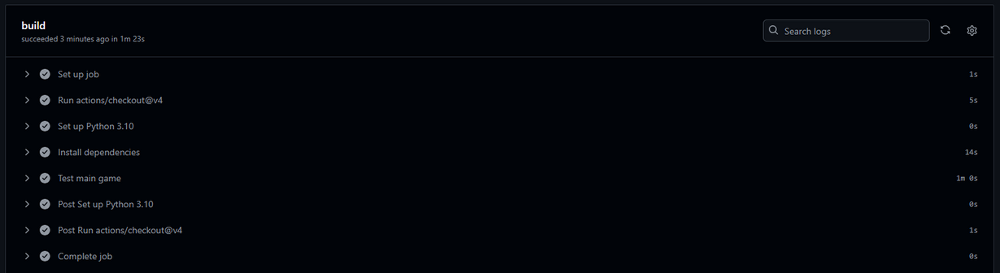 build
succeeded 3 minutes ago in 1m 23s
Search logs
Set up job 1s
Run actions/checkout@v4 5s
Set up Python 3.10 0s
Install dependencies 14s
Test main game 1m 0s
Post Set up Python 3.10 0s
Post Run actions/checkout@v4 1s
Complete job 0s